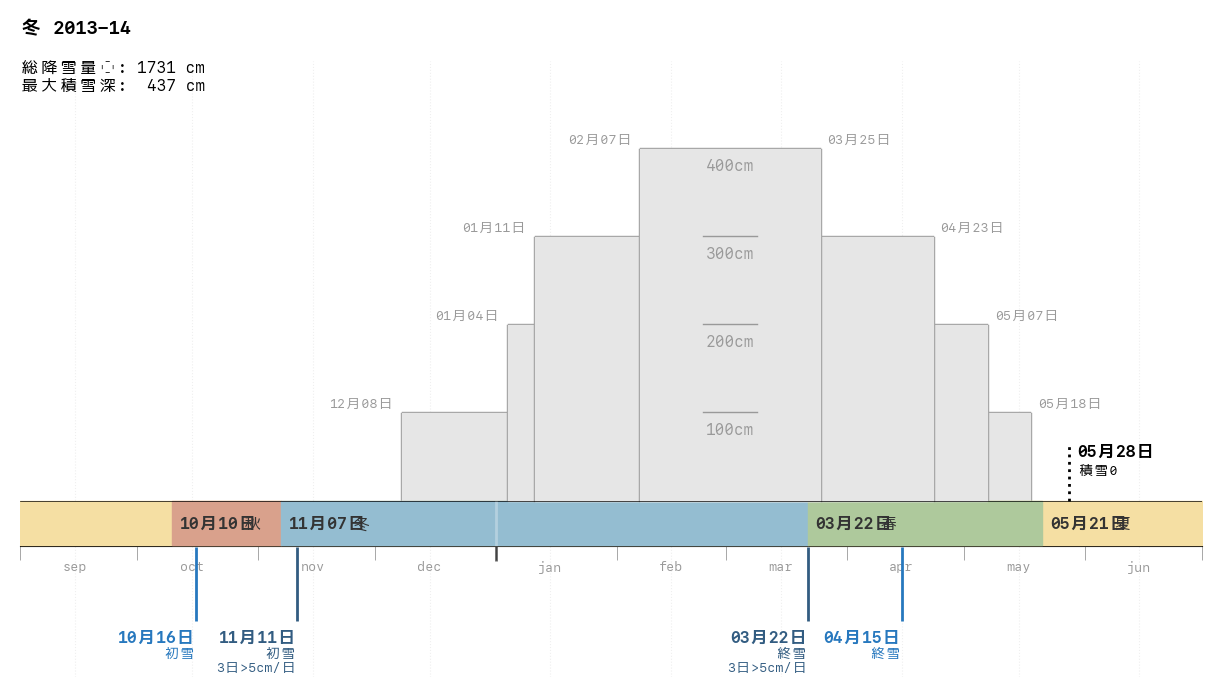 冬 2013–14
総降雪量: 1731 cm
最大積雪深: 437 cm
02月07日
03月25日
400cm
01月11日
04月23日
300cm
01月04日
05月07日
200cm
12月08日
05月18日
100cm
05月28日
積雪0
10月10日秋
11月07日冬
03月22日春
05月21日夏
sep
oct
nov
dec
jan
feb
mar
apr
may
jun
10月16日
初雪
11月11日
初雪
3日>5cm/日
03月22日
終雪
3日>5cm/日
04月15日
終雪